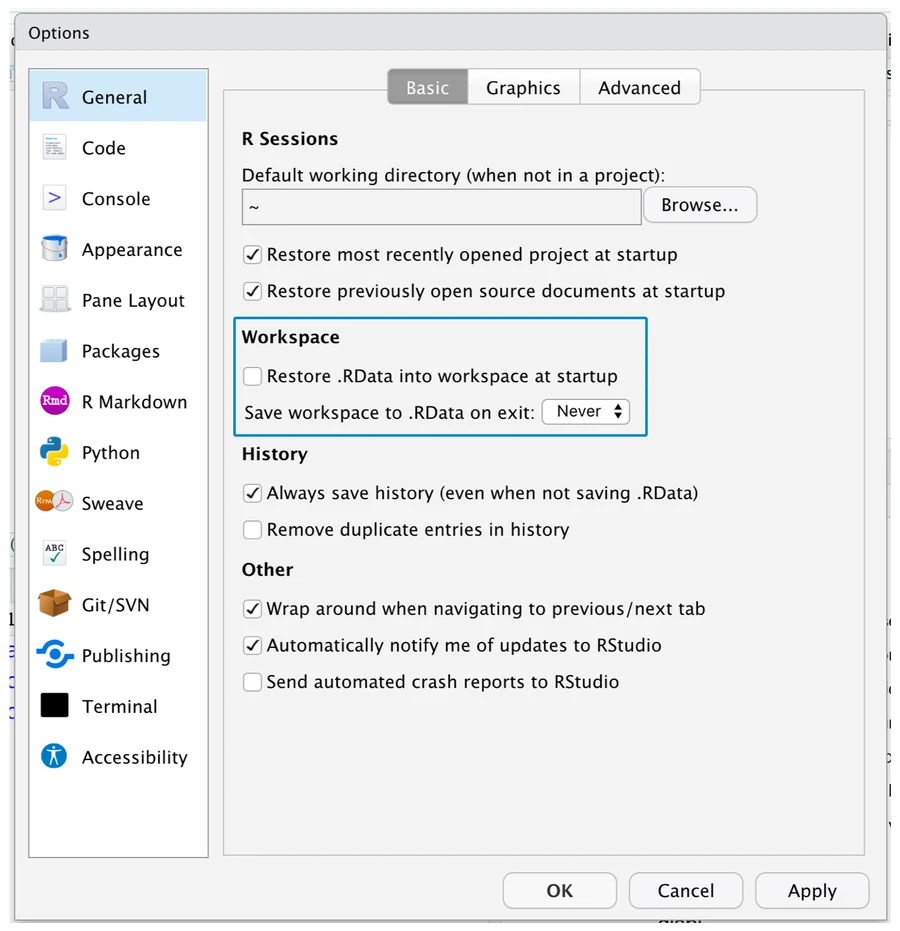 Options
General
Code
Console
Appearance
Pane Layout
Packages
Rmd R Markdown
Python
Rnw Sweave
ABC Spelling
Git/SVN
Publishing
Terminal
Accessibility
Basic Graphics Advanced
R Sessions
Default working directory (when not in a project):
~ Browse...
Restore most recently opened project at startup
Restore previously open source documents at startup
Workspace
Restore .RData into workspace at startup
Save workspace to .RData on exit: Never
History
Always save history (even when not saving .RData)
Remove duplicate entries in history
Other
Wrap around when navigating to previous/next tab
Automatically notify me of updates to RStudio
Send automated crash reports to RStudio
OK Cancel Apply